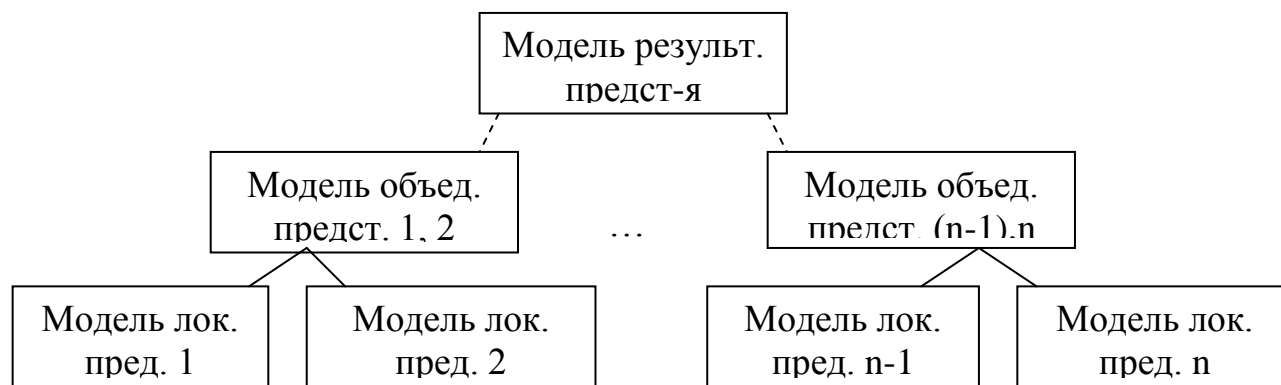 Модель результ.
предст-я
Модель объед.
предст. 1, 2
…
Модель объед.
предст. (n-1),n
Модель лок.
пред. 1
Модель лок.
пред. 2
Модель лок.
пред. n-1
Модель лок.
пред. n